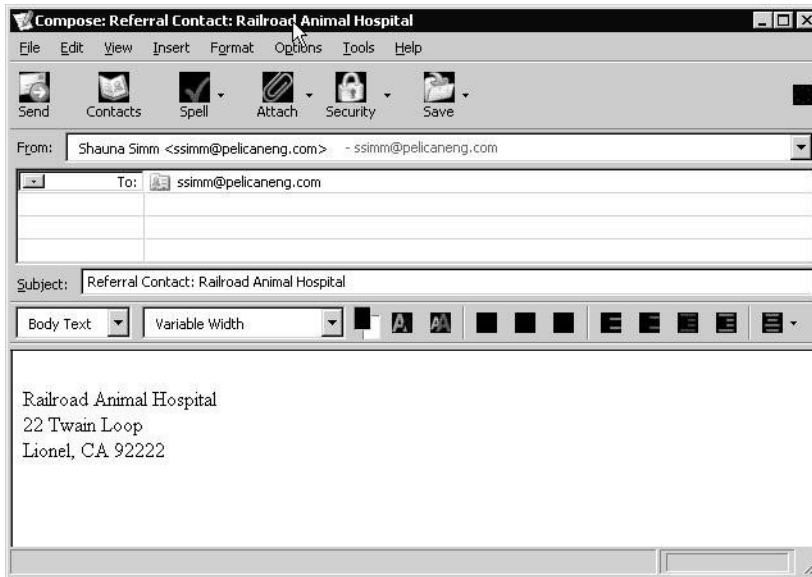 Compose: Referral Contact: Railroad Animal Hospital
File Edit View Insert Format Options Tools Help
Send Contacts Spell Attach Security Save
From: Shauna Simm <ssimm@pelicaneng.com> - ssimm@pelicaneng.com
To: ssimm@pelicaneng.com
Subject: Referral Contact: Railroad Animal Hospital
Body Text Variable Width
Railroad Animal Hospital
22 Twain Loop
Lionel, CA 92222